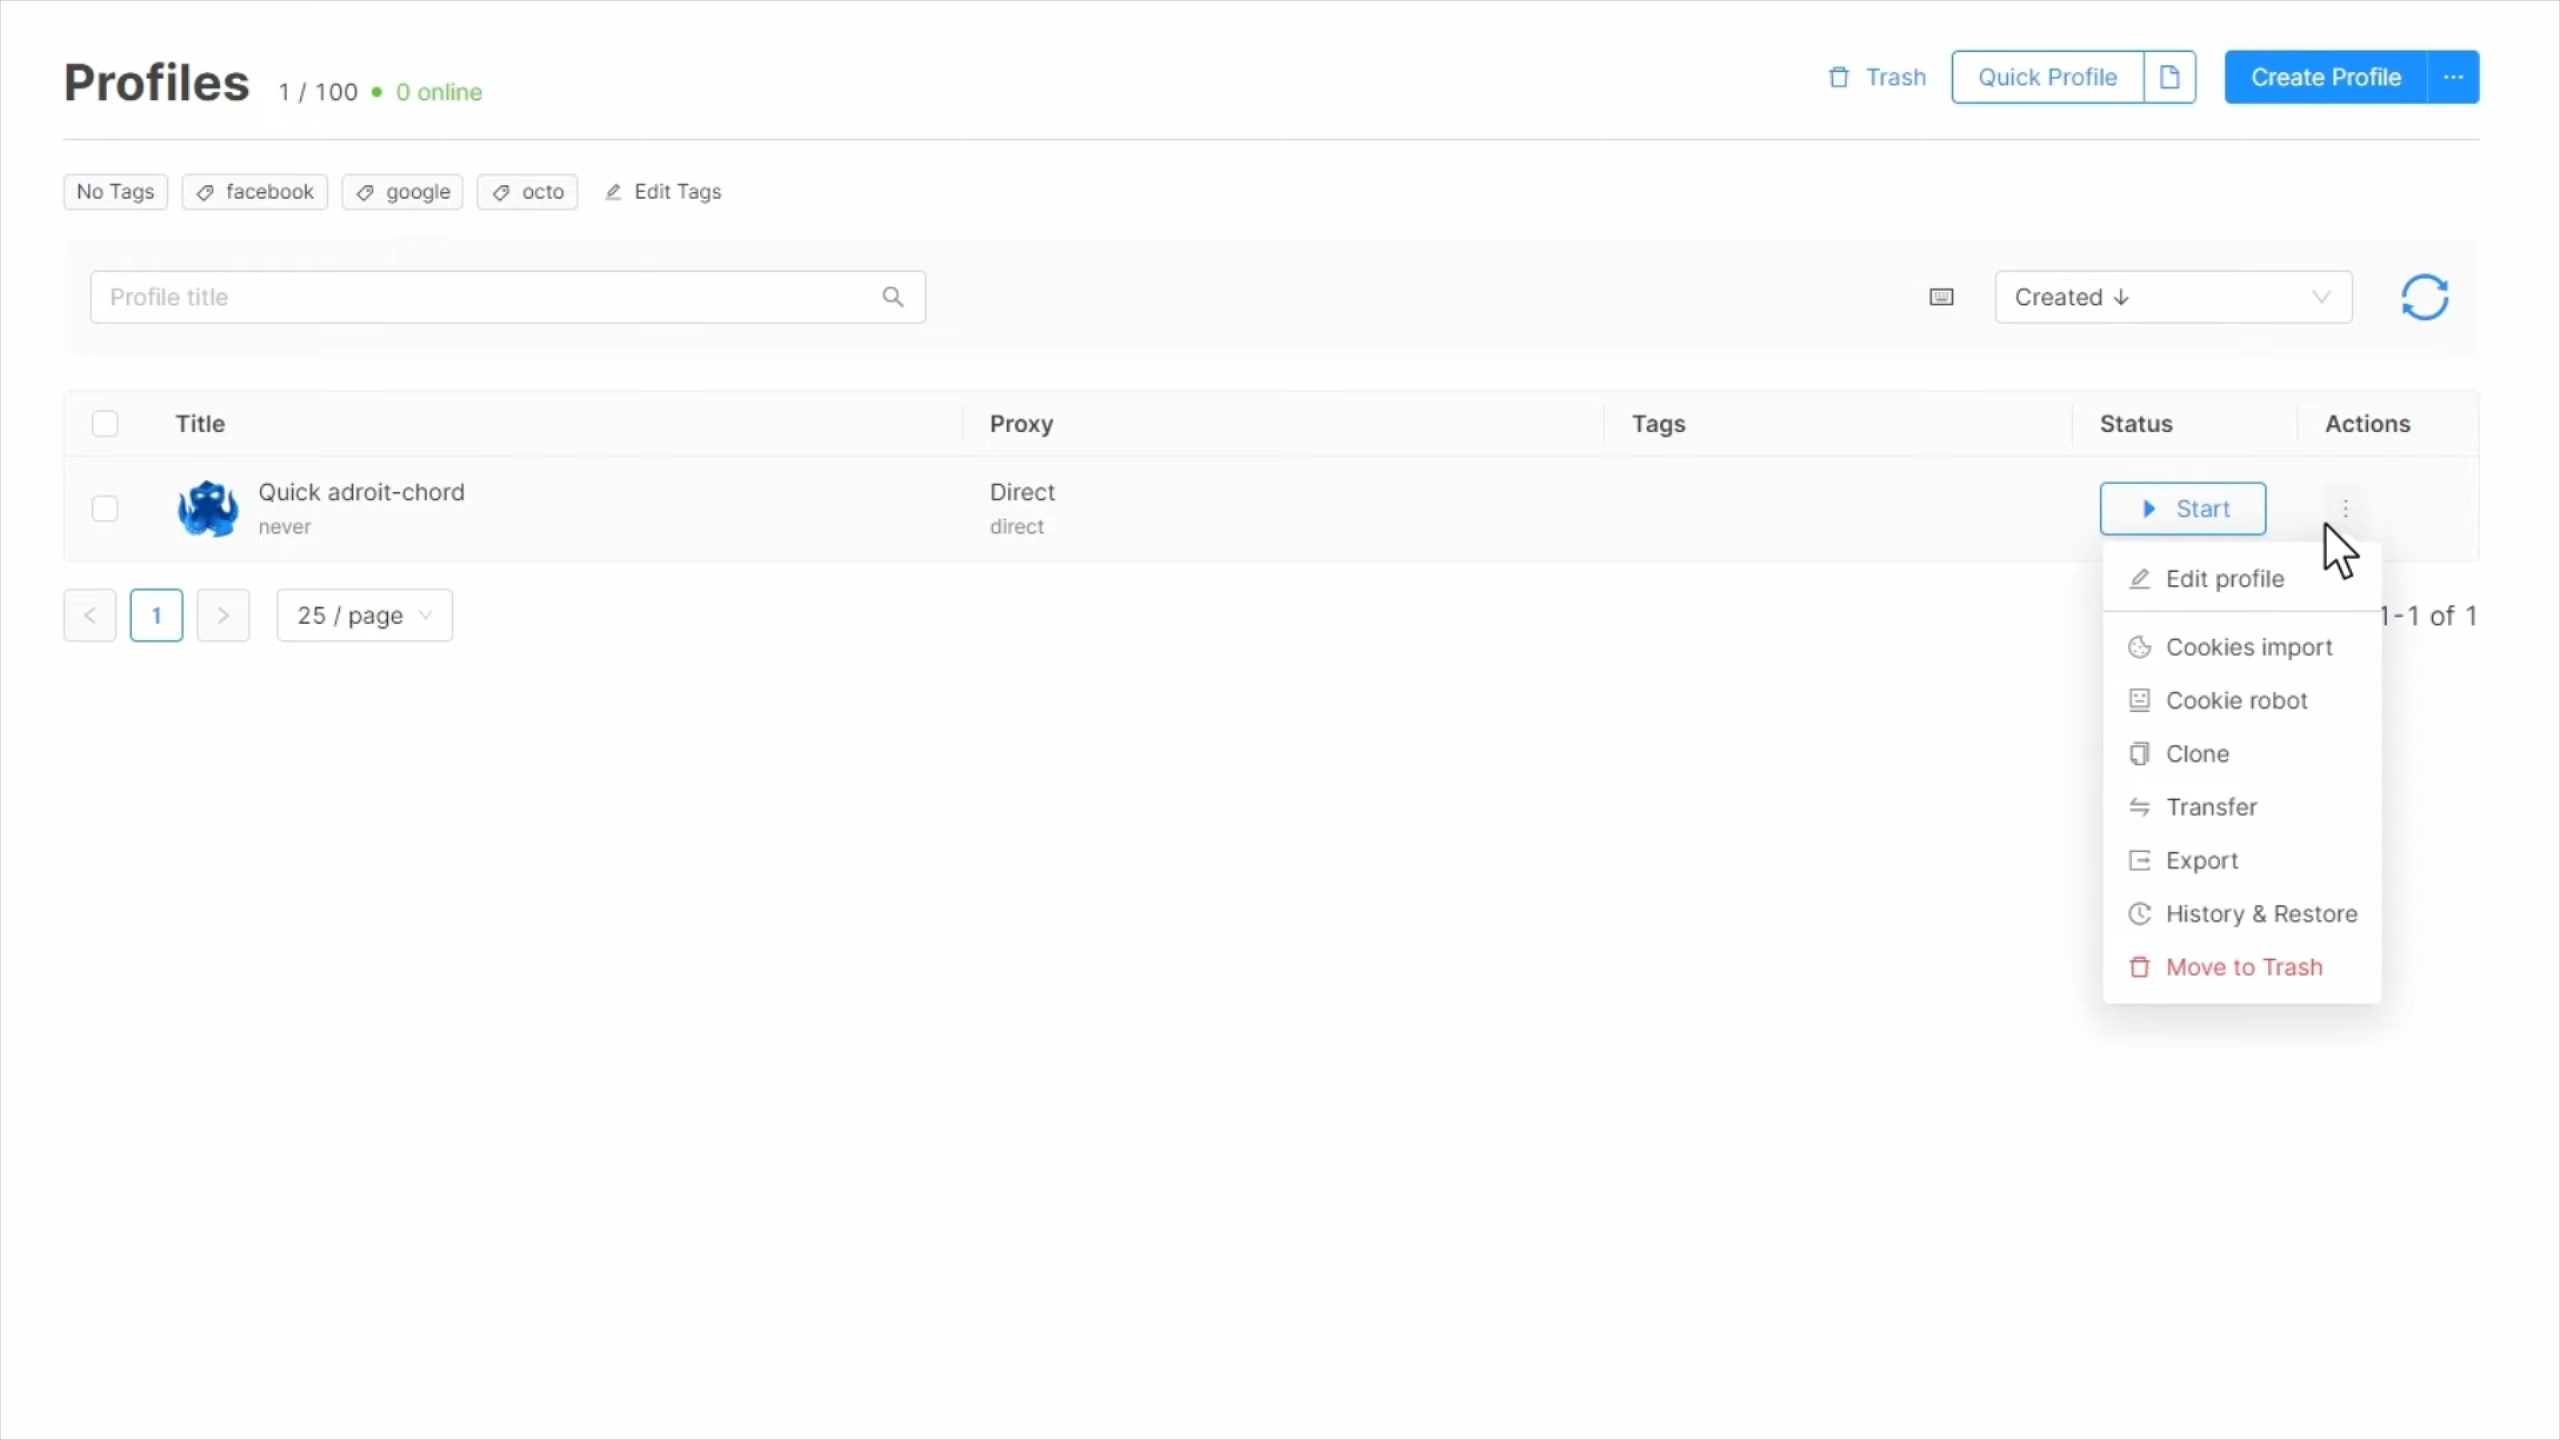 Profiles 1 / 100 • 0 online
Trash
Quick Profile
Create Profile ...
No Tags facebook google octo Edit Tags
Profile title
Created ↓
Title Proxy Tags Status Actions
Quick adroit-chord Direct Start
never direct
Edit profile
< 1 > 25 / page
1-1 of 1
Cookies import
Cookie robot
Clone
Transfer
Export
History & Restore
Move to Trash